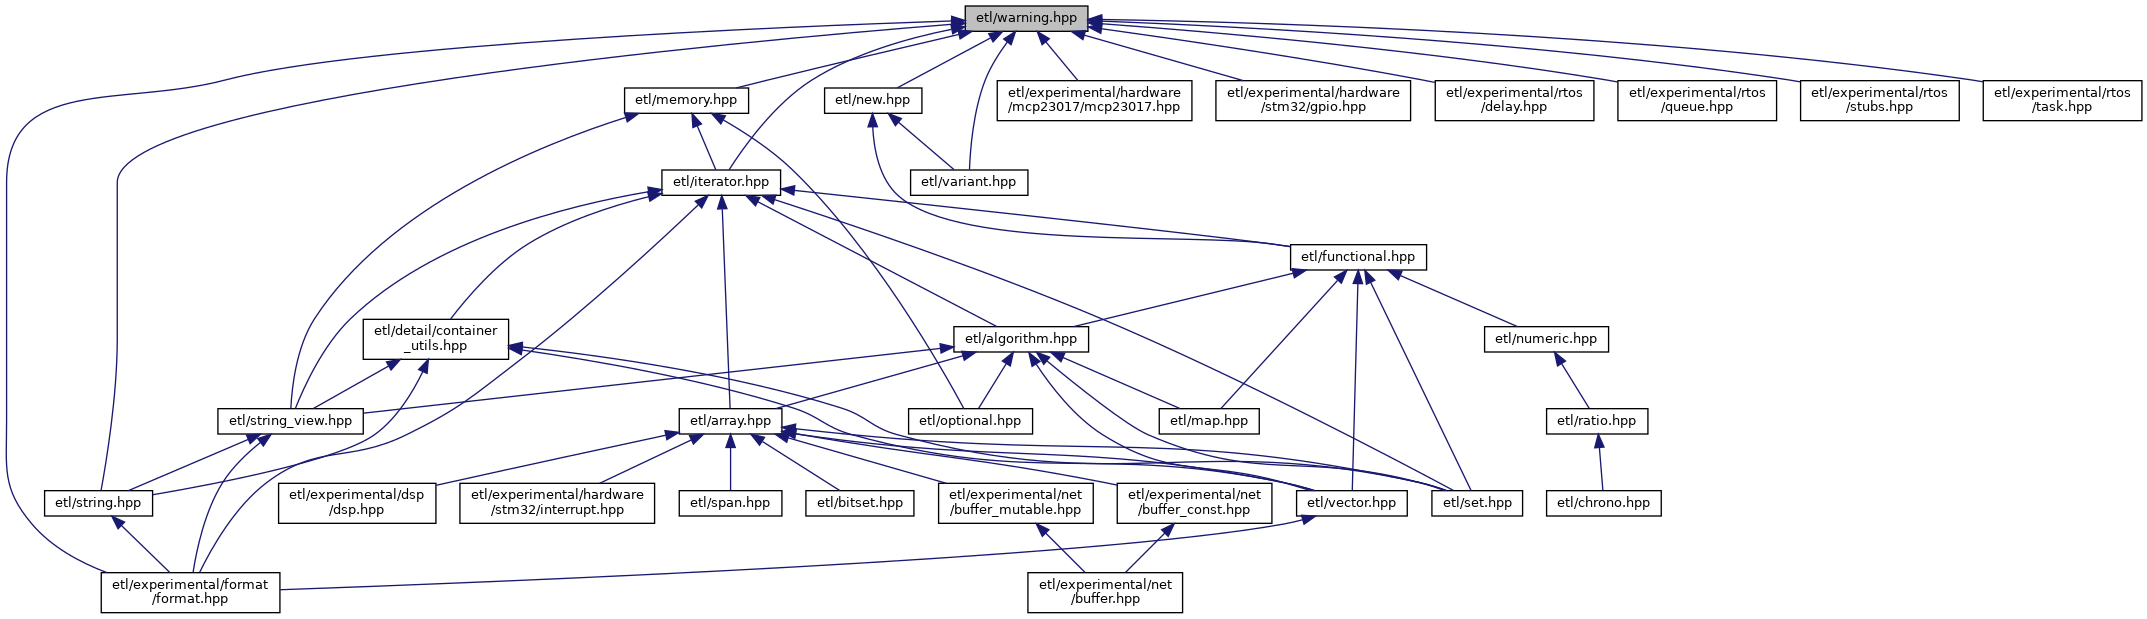 etl/warning.hpp
etl/memory.hpp
etl/new.hpp
etl/experimental/hardware
/mcp23017/mcp23017.hpp
etl/experimental/hardware
/stm32/gpio.hpp
etl/experimental/rtos
/delay.hpp
etl/experimental/rtos
/queue.hpp
etl/experimental/rtos
/stubs.hpp
etl/experimental/rtos
/task.hpp
etl/iterator.hpp
etl/variant.hpp
etl/functional.hpp
etl/detail/container
_utils.hpp
etl/algorithm.hpp
etl/numeric.hpp
etl/string_view.hpp
etl/array.hpp
etl/optional.hpp
etl/map.hpp
etl/ratio.hpp
etl/string.hpp
etl/experimental/dsp
/dsp.hpp
etl/experimental/hardware
/stm32/interrupt.hpp
etl/span.hpp
etl/bitset.hpp
etl/experimental/net
/buffer_mutable.hpp
etl/experimental/net
/buffer_const.hpp
etl/vector.hpp
etl/set.hpp
etl/chrono.hpp
etl/experimental/format
/format.hpp
etl/experimental/net
/buffer.hpp